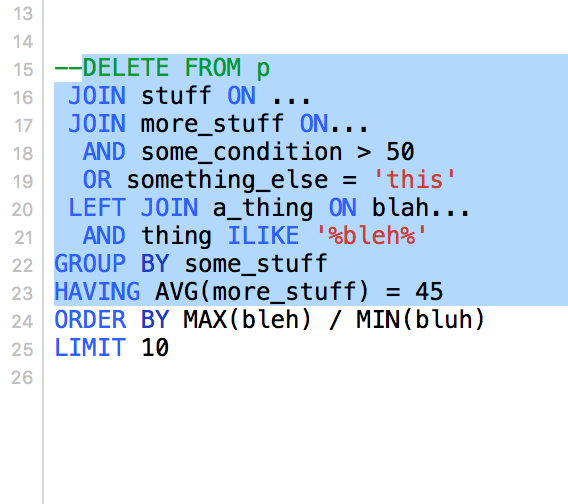 13
14
15 --DELETE FROM p
16 JOIN stuff ON ...
17 JOIN more_stuff ON...
18 AND some_condition > 50
19 OR something_else = 'this'
20 LEFT JOIN a_thing ON blah...
21 AND thing ILIKE '%bleh%'
22 GROUP BY some_stuff
23 HAVING AVG(more_stuff) = 45
24 ORDER BY MAX(bleh) / MIN(bluh)
25 LIMIT 10
26